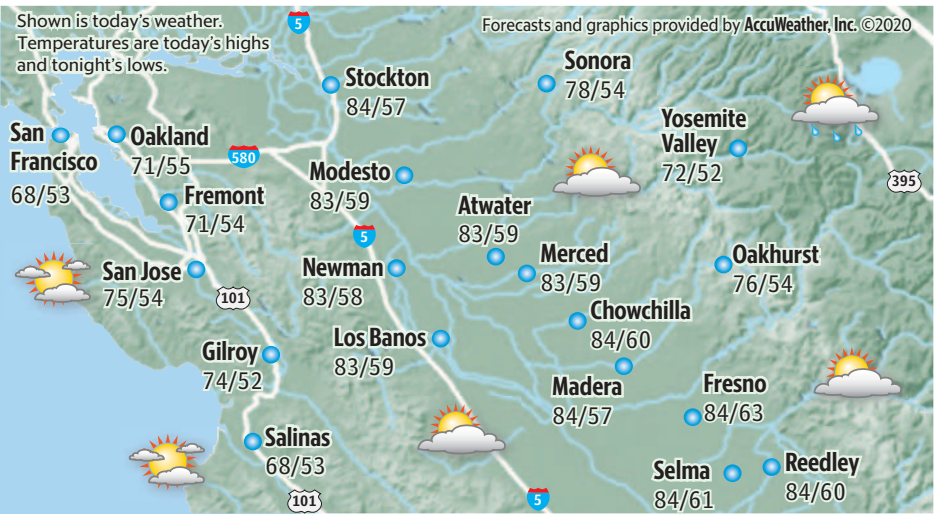 Shown is today's weather.
Temperatures are today's highs
and tonight's lows.
5
Forecasts and graphics provided by AccuWeather, Inc. ©2020
Stockton
84/57
Sonora
78/54
San
Francisco
68/53
Oakland
71/55
580
Yosemite
Valley
72/52
395
Fremont
71/54
Modesto
83/59
5
Atwater
83/59
San Jose
75/54
101
Newman
83/58
Merced
83/59
Oakhurst
76/54
Gilroy
74/52
Los Banos
83/59
Chowchilla
84/60
Madera
84/57
Fresno
84/63
Salinas
68/53
101
5
Selma
84/61
Reedley
84/60